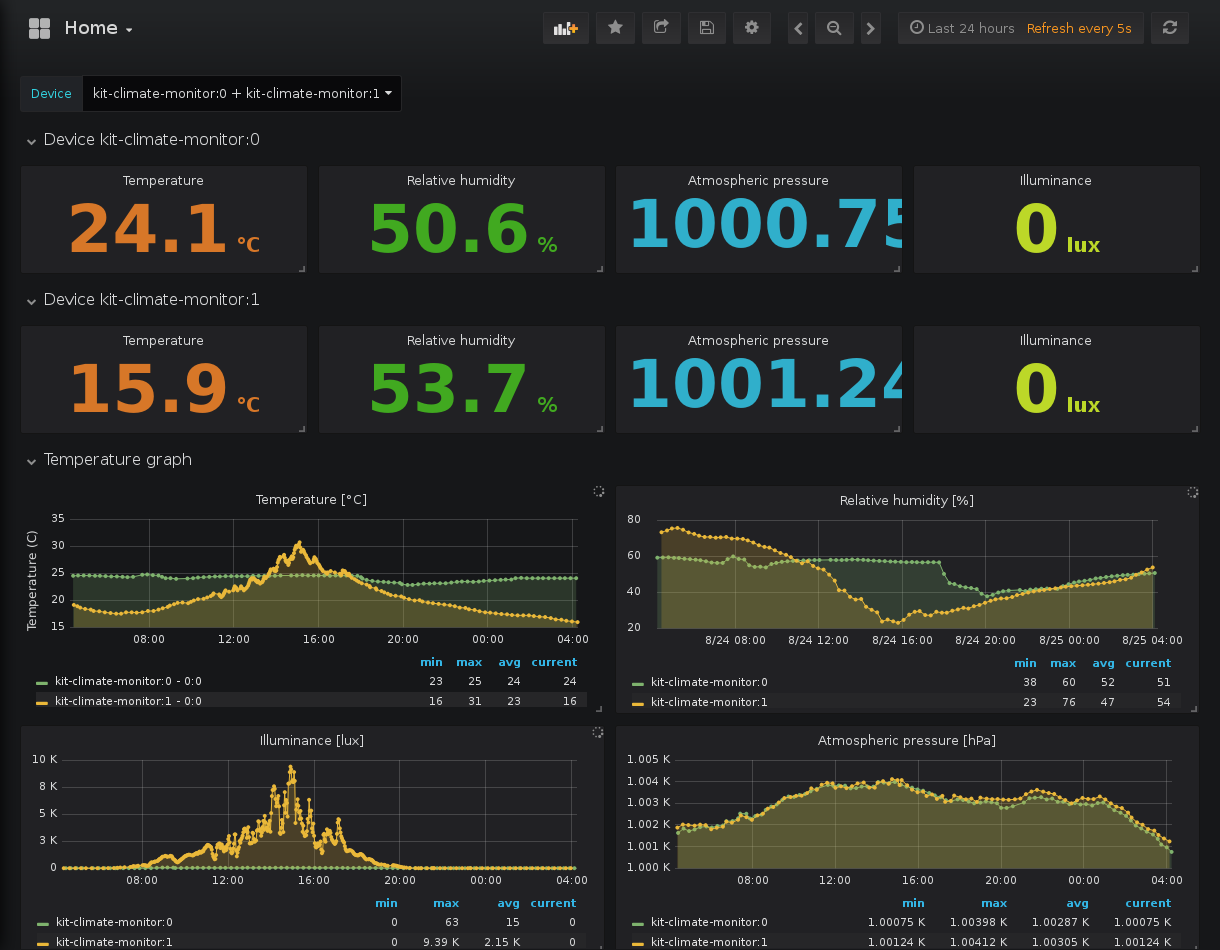 Home
Last 24 hours Refresh every 5s
Device kit-climate-monitor:0 + kit-climate-monitor:1
Device kit-climate-monitor:0
Temperature Relative humidity Atmospheric pressure Illuminance
24.1 °C 50.6 % 1000.75 0 lux
Device kit-climate-monitor:1
Temperature Relative humidity Atmospheric pressure Illuminance
15.9 °C 53.7 % 1001.24 0 lux
Temperature graph
Temperature [°C]
Temperature (C)
35
30
25
20
15
08:00 12:00 16:00 20:00 00:00 04:00
min max avg current
kit-climate-monitor:0 - 0:0 23 25 24 24
kit-climate-monitor:1 - 0:0 16 31 23 16
Relative humidity [%]
80
60
40
20
8/24 08:00 8/24 12:00 8/24 16:00 8/24 20:00 8/25 00:00 8/25 04:00
min max avg current
kit-climate-monitor:0 38 60 52 51
kit-climate-monitor:1 23 76 47 54
Illuminance [lux]
10 K
8 K
5 K
3 K
0
08:00 12:00 16:00 20:00 00:00 04:00
min max avg current
kit-climate-monitor:0 0 63 15 0
kit-climate-monitor:1 0 9.39 K 2.15 K 0
Atmospheric pressure [hPa]
1.005 K
1.004 K
1.003 K
1.002 K
1.001 K
1.000 K
08:00 12:00 16:00 20:00 00:00 04:00
min max avg current
kit-climate-monitor:0 1.00075 K 1.00398 K 1.00287 K 1.00075 K
kit-climate-monitor:1 1.00124 K 1.00412 K 1.00305 K 1.00124 K